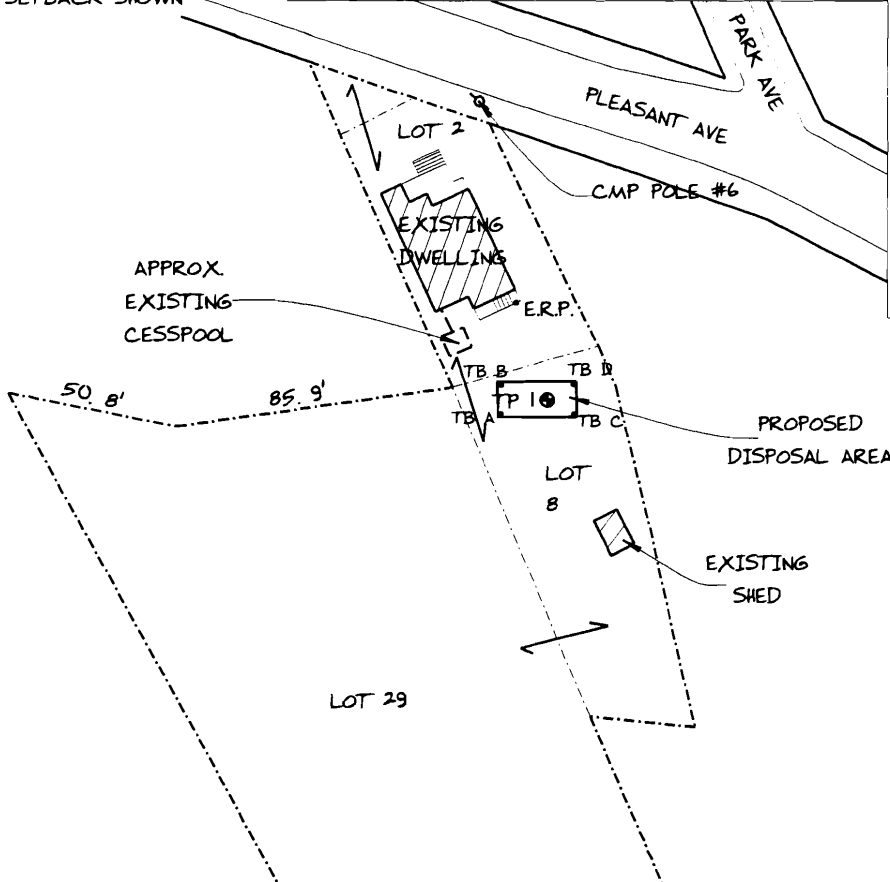 SETBACK SHOWN
PARK AVE
PLEASANT AVE
LOT 2
CMP POLE #6
EXISTING
DWELLING
APPROX.
EXISTING
CESSPOOL
E.R.P.
TB B
TB D
50. 8'
85. 9'
TP 1
TB A
TB C
PROPOSED
DISPOSAL AREA
LOT
8
EXISTING
SHED
LOT 29